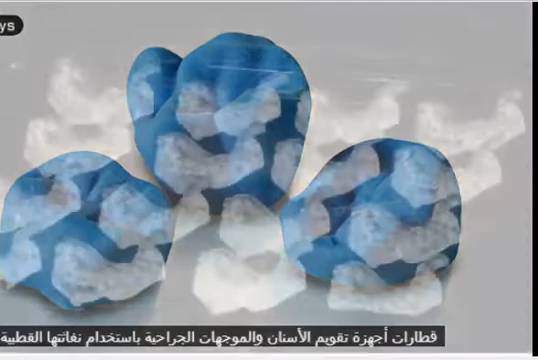 ys
قطارات أجهزة تقويم الأسنان والموجهات الجراحية باستخدام نفاثتها القطبية